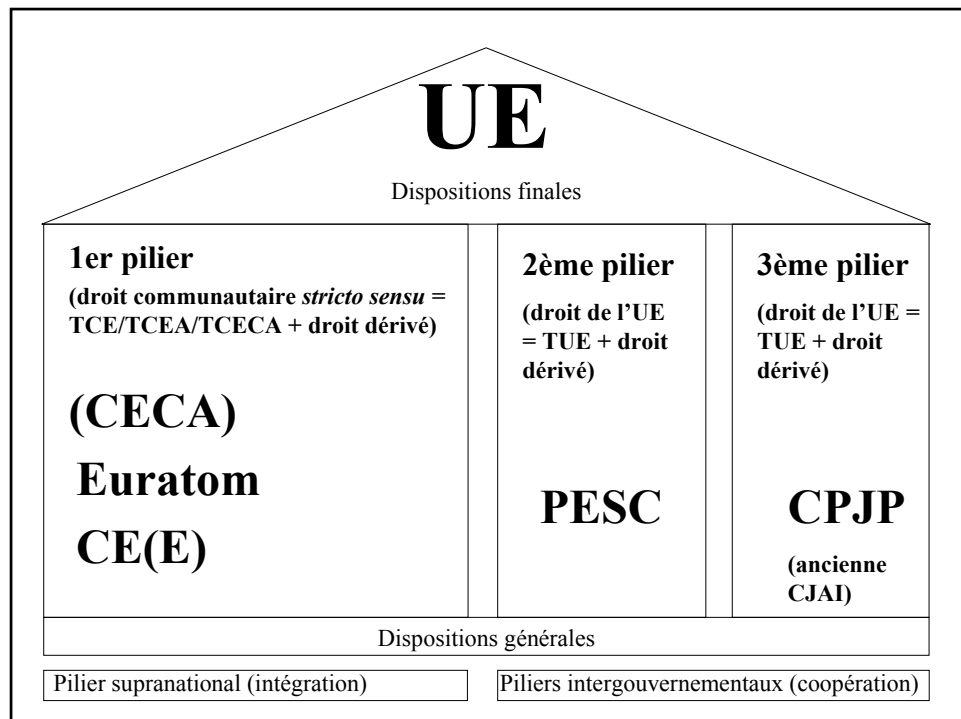 UE
Dispositions finales
1er pilier
(droit communautaire stricto sensu =
TCE/TCEA/TCECA + droit dérivé)
(CECA)
Euratom
CE(E)
2ème pilier
(droit de l’UE
= TUE + droit
dérivé)
PESC
3ème pilier
(droit de l’UE =
TUE + droit
dérivé)
CPJP
(ancienne
CJAI)
Dispositions générales
Pilier supranational (intégration)
Piliers intergouvernementaux (coopération)